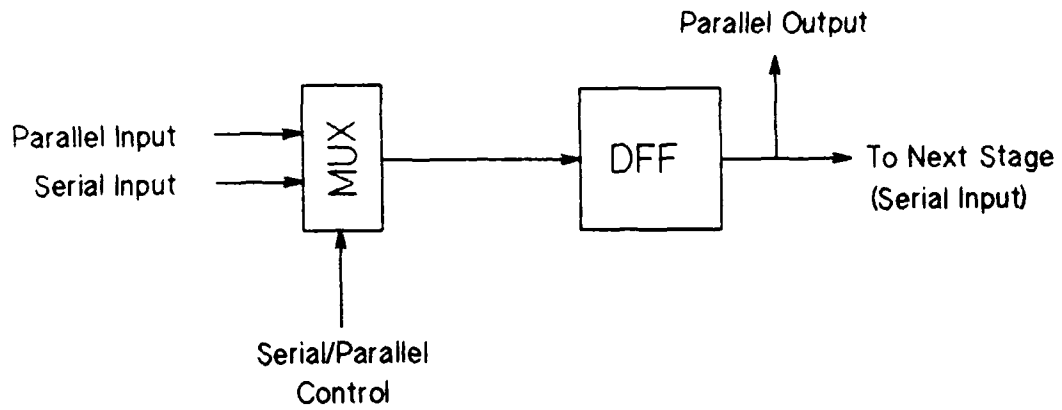 Parallel Output
Parallel Input
Serial Input
MUX
DFF
To Next Stage
(Serial Input)
Serial/Parallel
Control